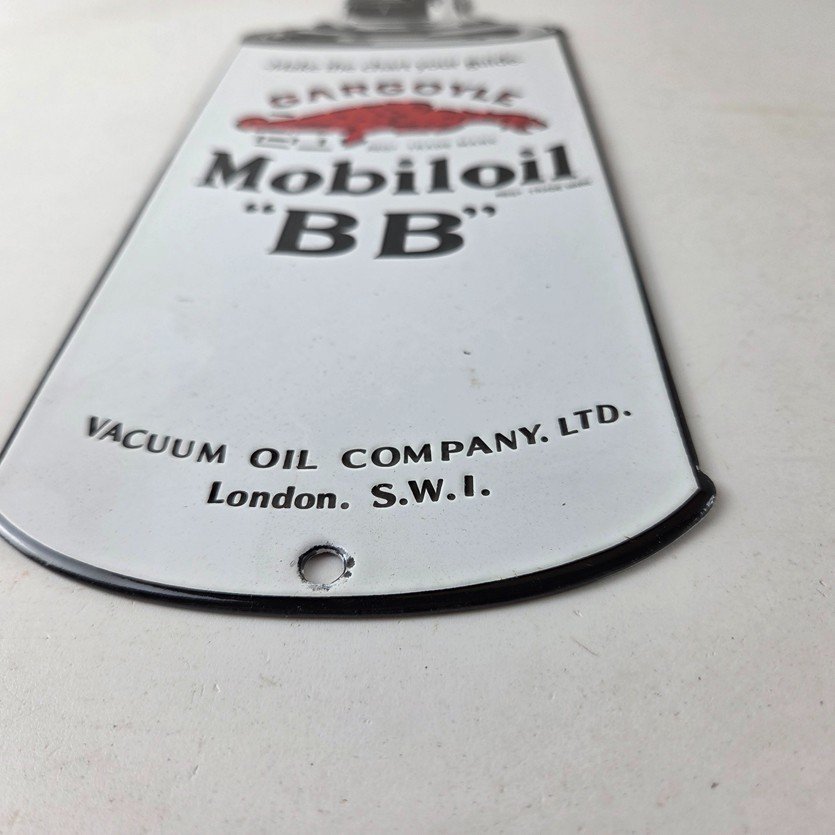 GARGOYLE
Mobiloil
"BB"
VACUUM OIL COMPANY. LTD.
London. S.W.I.